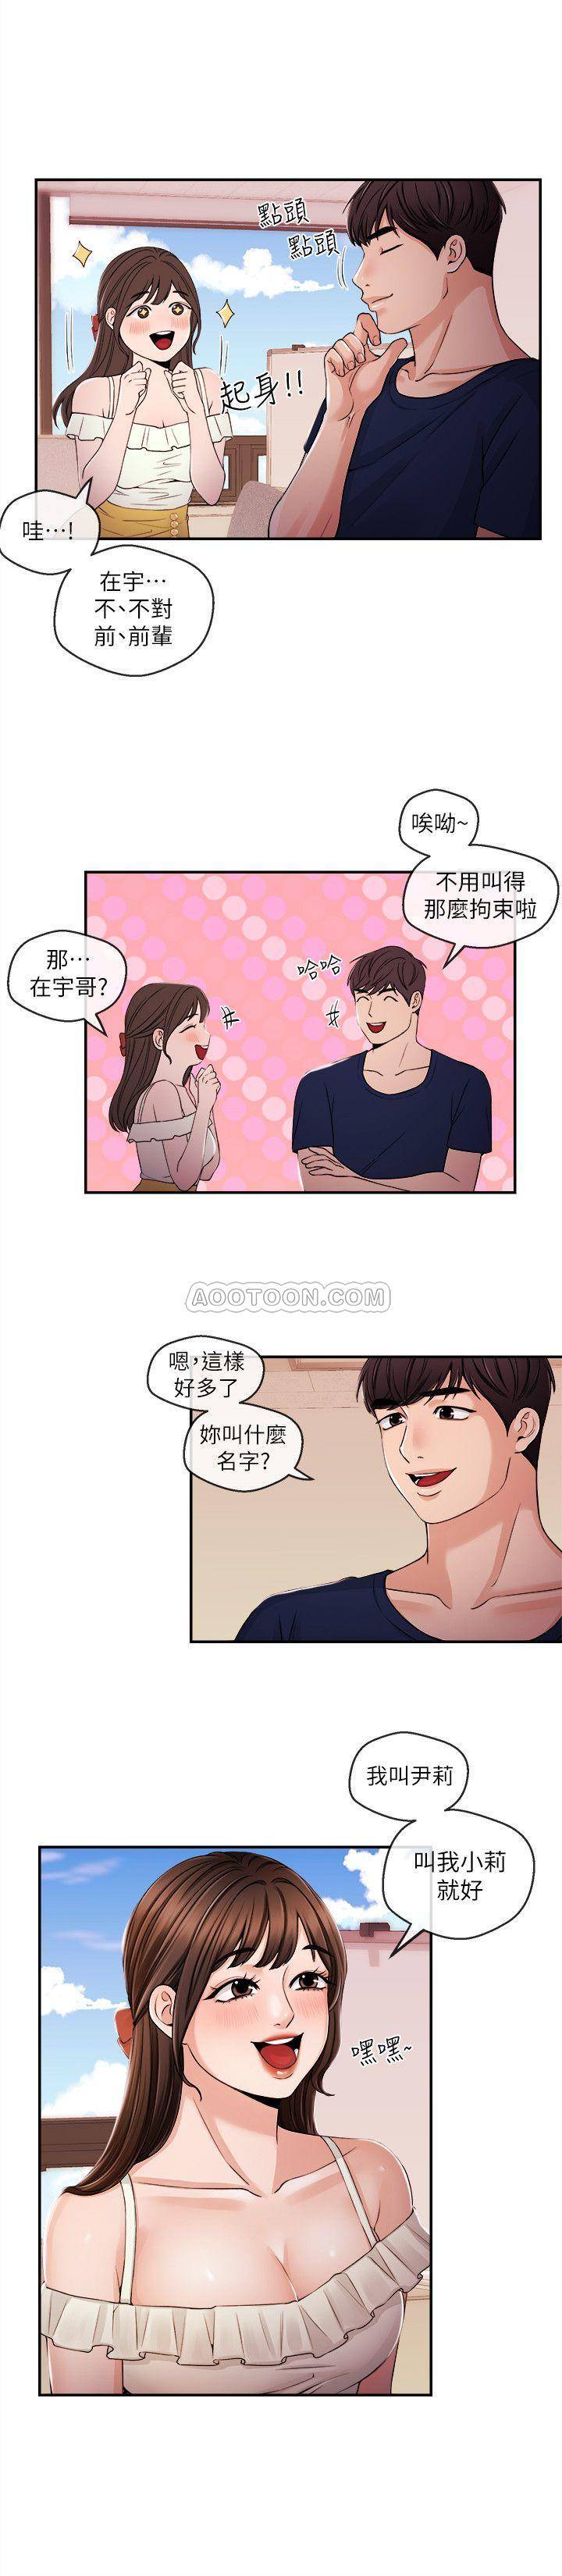 點頭
點頭
起身!!
哇…!
在宇…
不、不對
前、前輩
唉呦~
不用叫得
那麼拘束啦
哈哈
那…
在宇哥?
AOOTOON.COM
嗯，這樣
好多了
妳叫什麼
名字?
我叫尹莉
叫我小莉
就好
嘿嘿~